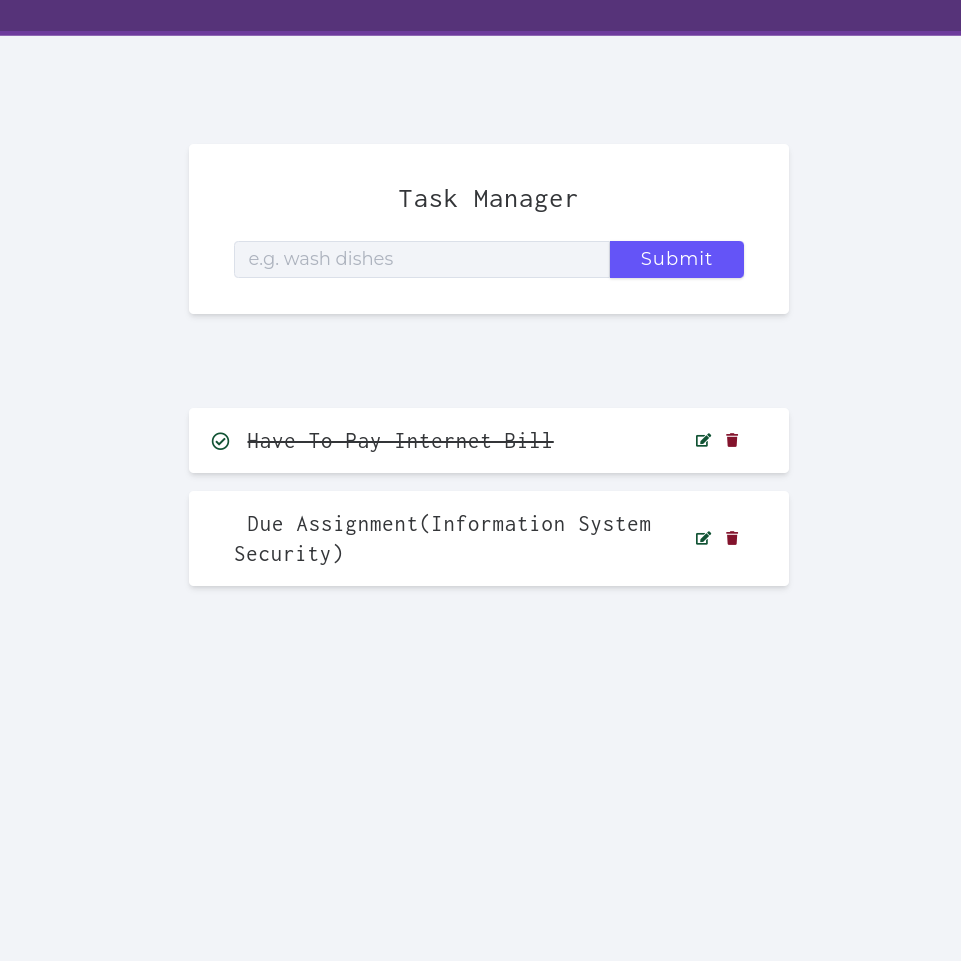 Task Manager
e.g. wash dishes
Submit
Have To Pay Internet Bill
Due Assignment(Information System
Security)